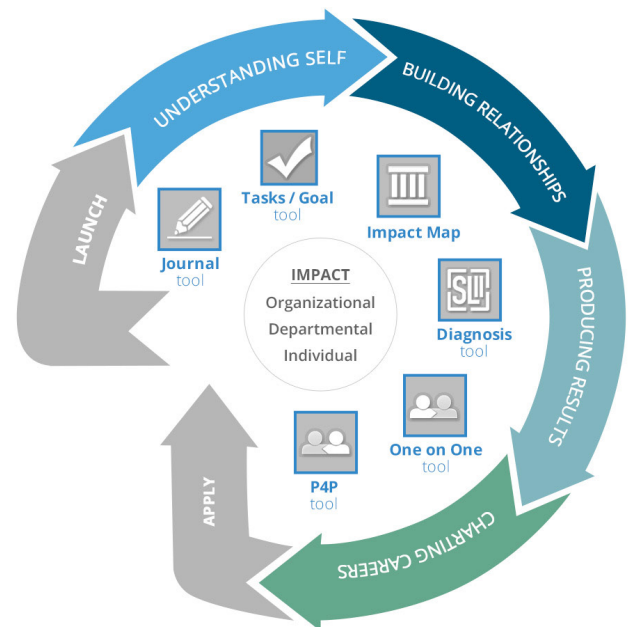 LAUNCH
UNDERSTANDING SELF
BUILDING RELATIONSHIPS
PRODUCING RESULTS
CHARTING CAREERS
APPLY
Journal
tool
Tasks / Goal
tool
Impact Map
SLII
Diagnosis
tool
One on One
tool
P4P
tool
IMPACT
Organizational
Departmental
Individual